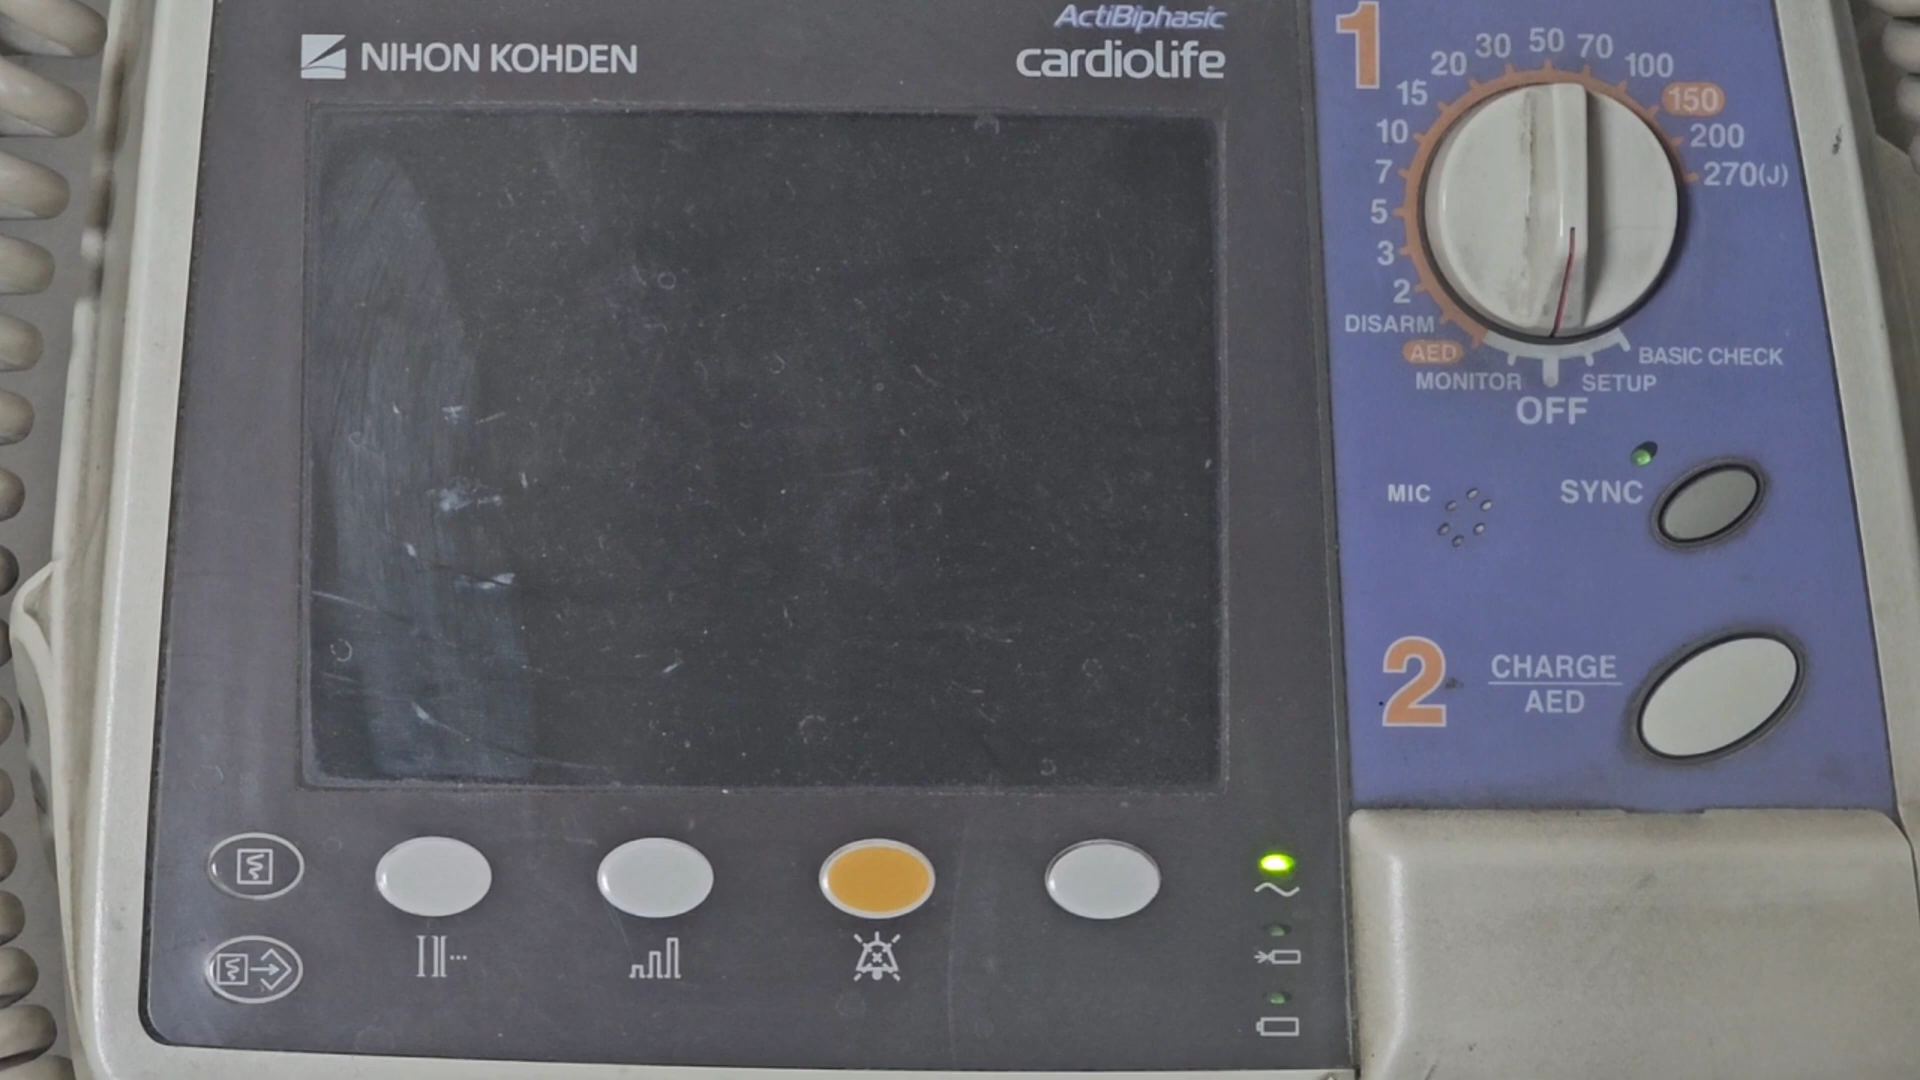 ActiBiphasic
NIHON KOHDEN
cardiolife
1
2 3 5 7 10 15 20 30 50 70 100 150 200 270(J)
DISARM
AED
MONITOR
OFF
SETUP
BASIC CHECK
MIC
SYNC
2
CHARGE
AED